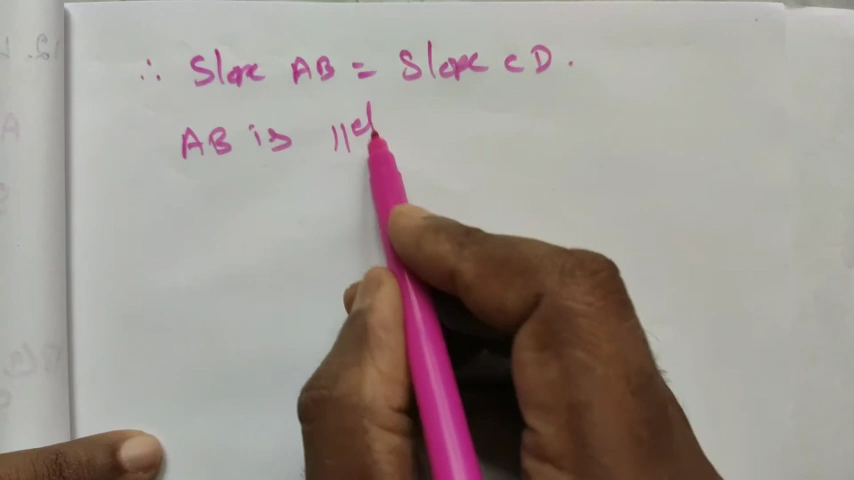 ∴ Slope AB = Slope CD.
AB is ||el